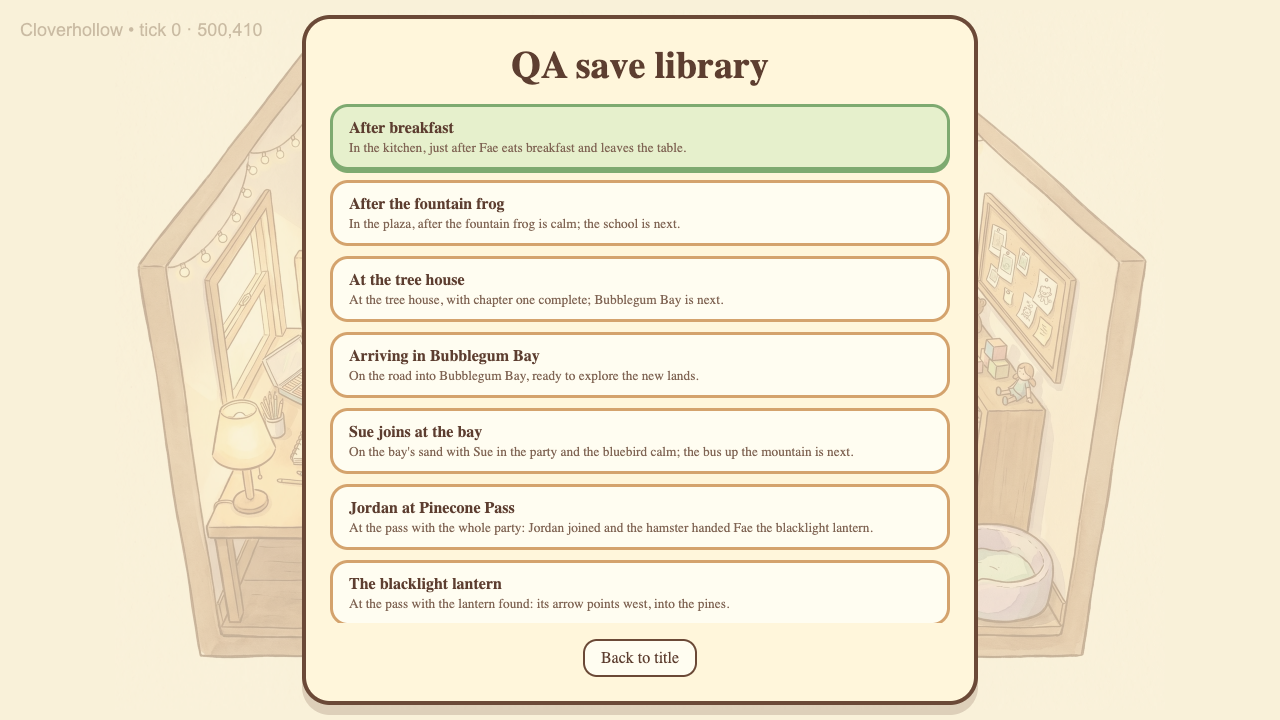 Cloverhollow • tick 0 · 500,410
QA save library
After breakfast
In the kitchen, just after Fae eats breakfast and leaves the table.
After the fountain frog
In the plaza, after the fountain frog is calm; the school is next.
At the tree house
At the tree house, with chapter one complete; Bubblegum Bay is next.
Arriving in Bubblegum Bay
On the road into Bubblegum Bay, ready to explore the new lands.
Sue joins at the bay
On the bay's sand with Sue in the party and the bluebird calm; the bus up the mountain is next.
Jordan at Pinecone Pass
At the pass with the whole party: Jordan joined and the hamster handed Fae the blacklight lantern.
The blacklight lantern
At the pass with the lantern found: its arrow points west, into the pines.
Back to title